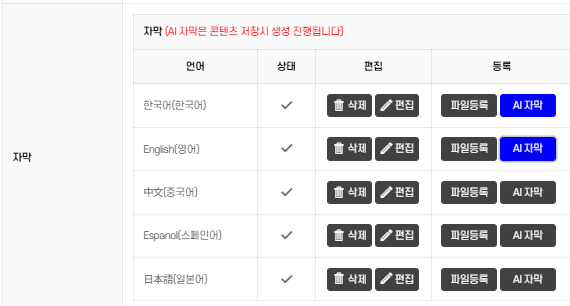 자막 (AI 자막은 콘텐츠 저장시 생성 진행됩니다)
언어 상태 편집 등록
한국어(한국어) 삭제 편집 파일등록 AI 자막
자막
English(영어) 삭제 편집 파일등록 AI 자막
中文(중국어) 삭제 편집 파일등록 AI 자막
Espanol(스페인어) 삭제 편집 파일등록 AI 자막
日本語(일본어) 삭제 편집 파일등록 AI 자막